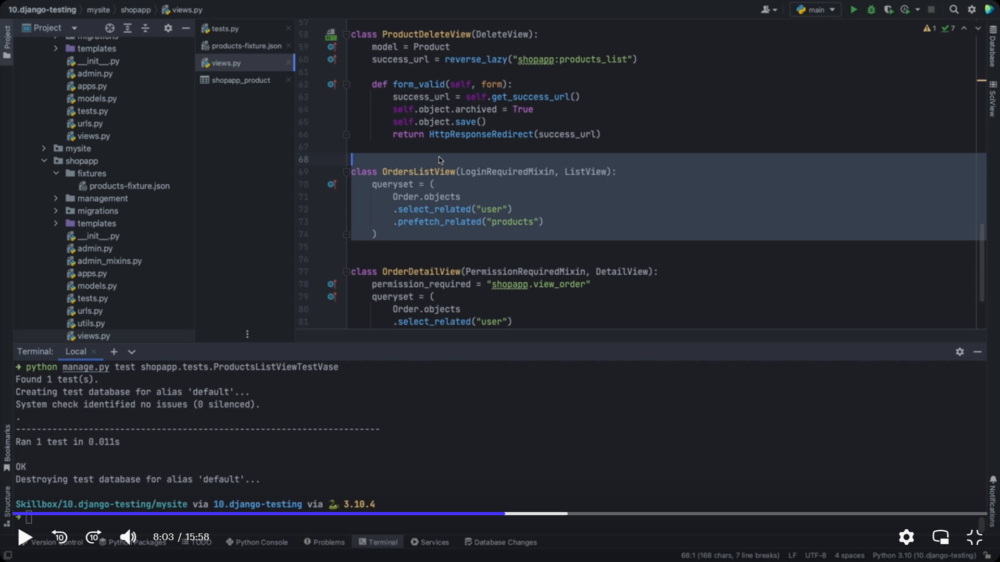 10.django-testing mysite shopapp views.py
main
Project
Project
tests.py
products-fixture.json
views.py
shopapp_product
migrations
templates
__init__.py
admin.py
apps.py
models.py
tests.py
urls.py
views.py
mysite
shopapp
fixtures
products-fixture.json
management
migrations
templates
__init__.py
admin.py
admin_mixins.py
apps.py
models.py
tests.py
urls.py
utils.py
views.py
1 7
57
58 class ProductDeleteView(DeleteView):
59 model = Product
60 success_url = reverse_lazy("shopapp:products_list")
61
62 def form_valid(self, form):
63 success_url = self.get_success_url()
64 self.object.archived = True
65 self.object.save()
66 return HttpResponseRedirect(success_url)
67
68
69 class OrdersListView(LoginRequiredMixin, ListView):
70 queryset = (
71 Order.objects
72 .select_related("user")
73 .prefetch_related("products")
74 )
75
76
77 class OrderDetailView(PermissionRequiredMixin, DetailView):
78 permission_required = "shopapp.view_order"
79 queryset = (
80 Order.objects
81 .select_related("user")
Database
SciView
Notifications
Bookmarks
Structure
Terminal: Local
→ python manage.py test shopapp.tests.ProductsListViewTestVase
Found 1 test(s).
Creating test database for alias 'default'...
System check identified no issues (0 silenced).
.
----------------------------------------------------------------------
Ran 1 test in 0.011s
OK
Destroying test database for alias 'default'...
Skillbox/10.django-testing/mysite via 10.django-testing via 3.10.4
→
10 10 8:03 / 15:58
Version Control Python Packages TODO Python Console Problems Terminal Services Database Changes
68:1 (168 chars, 7 line breaks) LF UTF-8 4 spaces Python 3.10 (10.django-testing)